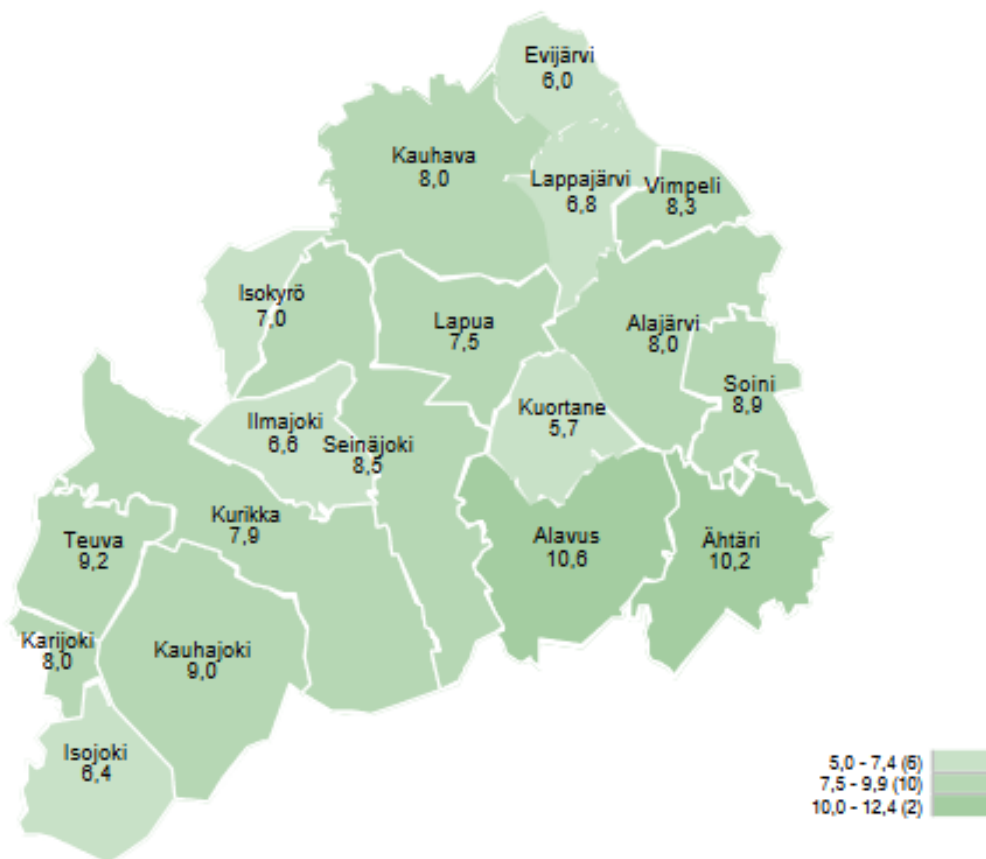 Evijärvi
6,0
Kauhava
8,0
Lappajärvi
6,8
Vimpeli
8,3
Isokyrö
7,0
Lapua
7,5
Alajärvi
8,0
Soini
8,9
Kuortane
5,7
Ilmajoki
6,6
Seinäjoki
8,5
Kurikka
7,9
Teuva
9,2
Alavus
10,6
Ähtäri
10,2
Karijoki
8,0
Kauhajoki
9,0
Isojoki
6,4
5,0 - 7,4 (6)
7,5 - 9,9 (10)
10,0 - 12,4 (2)